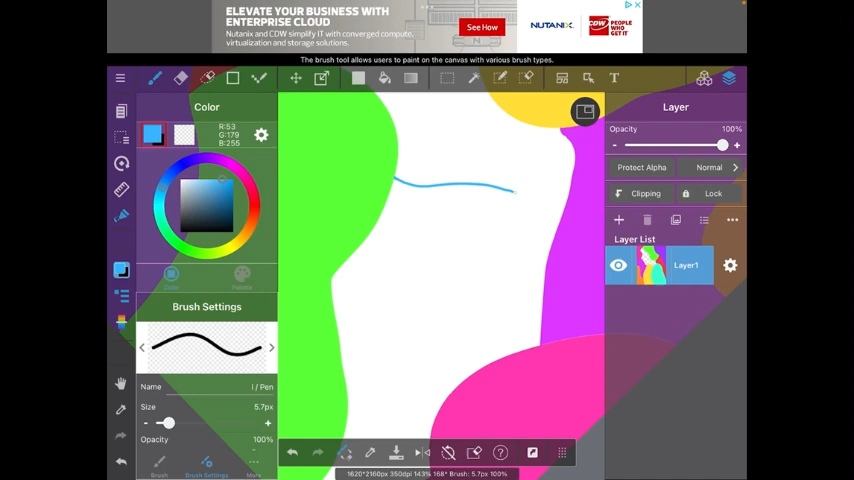 ELEVATE YOUR BUSINESS WITH
ENTERPRISE CLOUD
Nutanix and CDW simplify IT with converged compute,
virtualization and storage solutions.
See How
NUTANIX
CDW
PEOPLE
WHO
GET IT
The brush tool allows users to paint on the canvas with various brush types.
T
Color
R:53
G:179
B:255
Color
Palette
Brush Settings
Name
/ Pen
Size
5.7px
- +
Opacity
100%
Brush
Brush Settings
More
1620*2160px 350dpi 143% 168° Brush: 5.7px 100%
Layer
Opacity
100%
- +
Protect Alpha
Normal
Clipping
Lock
Layer List
Layer1